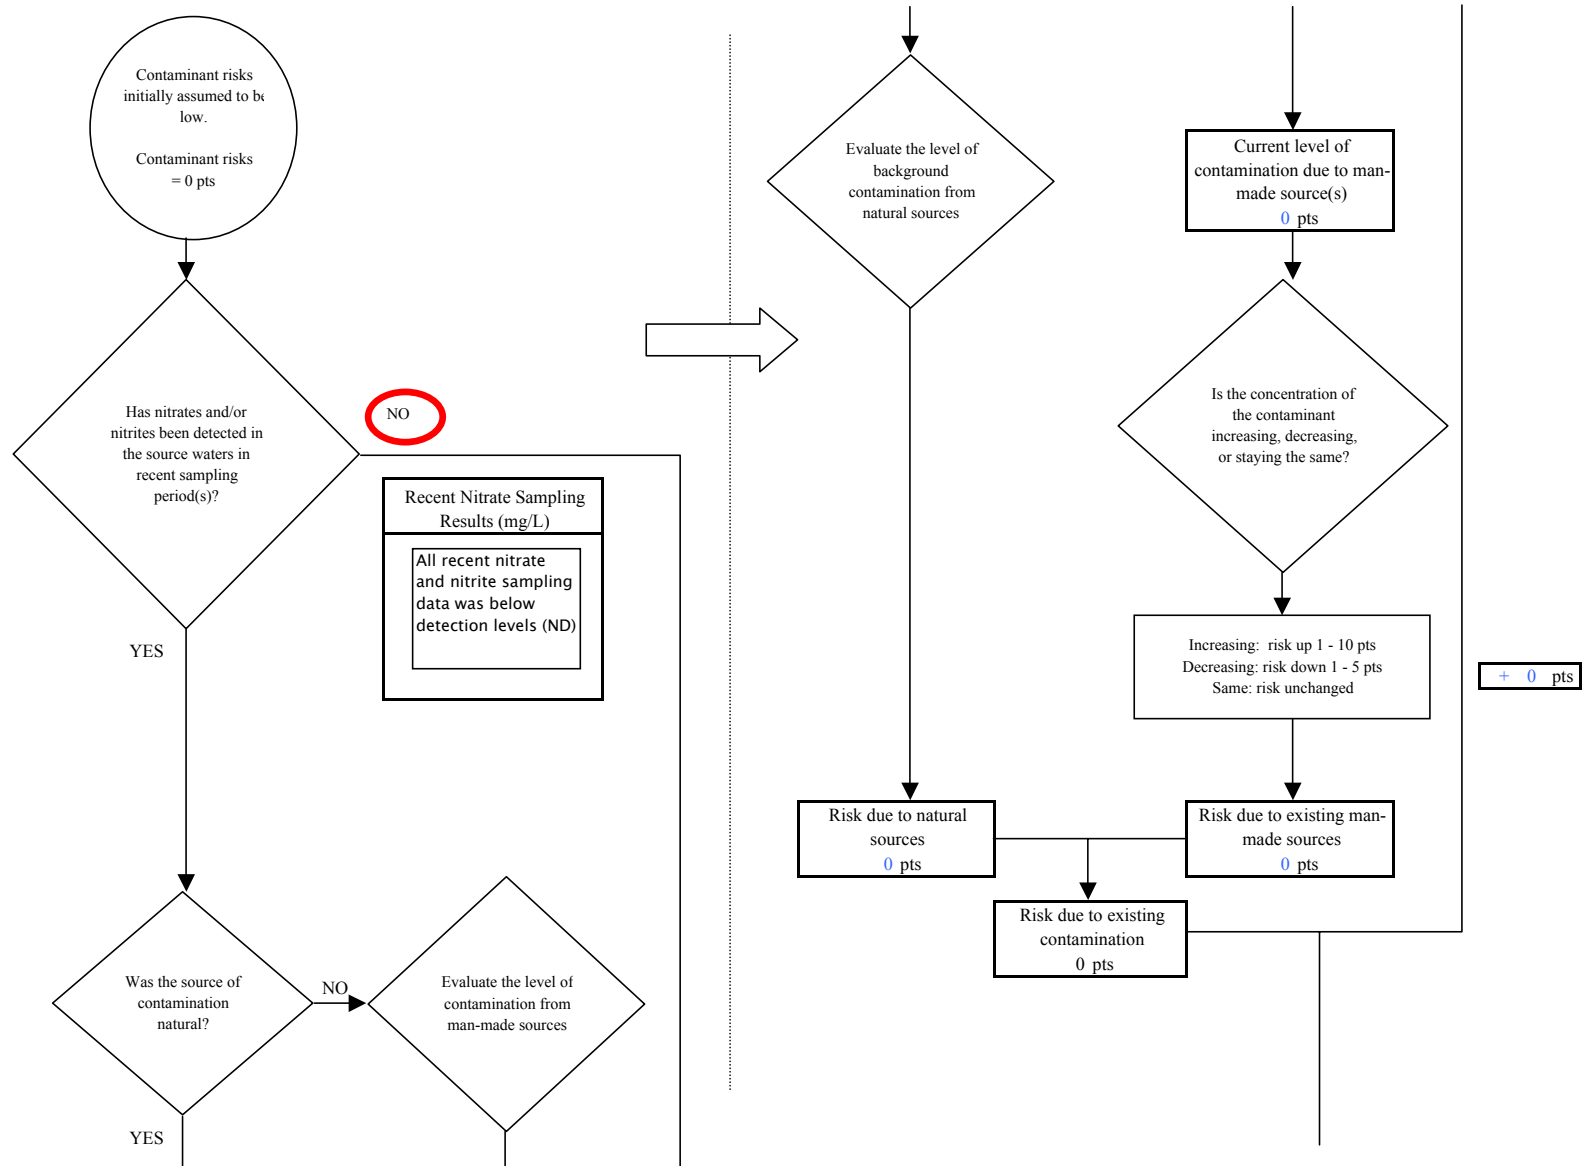 Contaminant risks
initially assumed to be
low.
Contaminant risks
= 0 pts
Has nitrates and/or
nitrites been detected in
the source waters in
recent sampling
period(s)?
NO
Recent Nitrate Sampling
Results (mg/L)
All recent nitrate
and nitrite sampling
data was below
detection levels (ND)
YES
Was the source of
contamination
natural?
NO
Evaluate the level of
contamination from
man-made sources
YES
Evaluate the level of
background
contamination from
natural sources
Current level of
contamination due to man-
made source(s)
0 pts
Is the concentration of
the contaminant
increasing, decreasing,
or staying the same?
Increasing: risk up 1 - 10 pts
Decreasing: risk down 1 - 5 pts
Same: risk unchanged
+ 0 pts
Risk due to natural
sources
0 pts
Risk due to existing man-
made sources
0 pts
Risk due to existing
contamination
0 pts